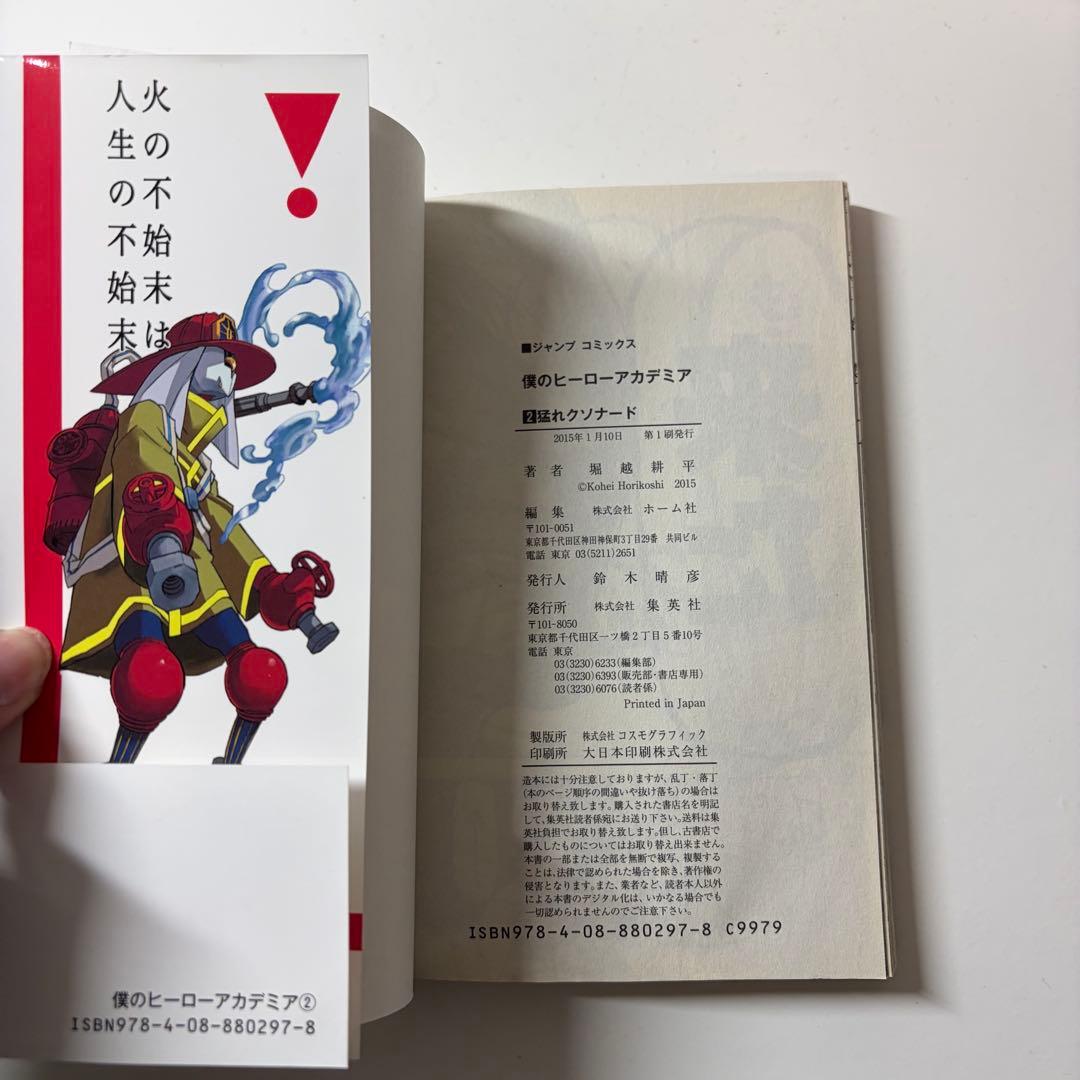 火の不始末は
人生の不始末
僕のヒーローアカデミア②
ISBN978-4-08-880297-8
■ジャンプ コミックス
僕のヒーローアカデミア
2猛れクソナード
2015年1月10日 第1刷発行
著者 堀越耕平
©Kohei Horikoshi 2015
編集 株式会社 ホーム社
〒101-0051
東京都千代田区神田神保町3丁目29番 共同ビル
電話 東京 03(5211)2651
発行人 鈴木晴彦
発行所 株式会社 集英社
〒101-8050
東京都千代田区一ツ橋2丁目5番10号
電話 東京
03(3230)6233(編集部)
03(3230)6393(販売部・書店専用)
03(3230)6076(読者係)
Printed in Japan
製版所 株式会社 コスモグラフィック
印刷所 大日本印刷株式会社
造本には十分注意しておりますが、乱丁・落丁
(本のページ順序の間違いや抜け落ち)の場合は
お取り替え致します。購入された書店名を明記
して、集英社読者係宛にお送り下さい。送料は集
英社負担でお取り替え致します。但し、古書店で
購入したものについてはお取り替え出来ません。
本書の一部または全部を無断で複写、複製する
ことは、法律で認められた場合を除き、著作権の
侵害となります。また、業者など、読者本人以外
による本書のデジタル化は、いかなる場合でも
一切認められませんのでご注意下さい。
ISBN978-4-08-880297-8 C9979